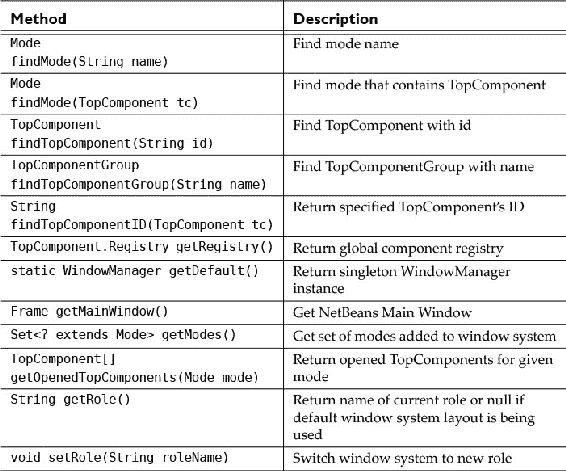 Method Description
Mode Find mode name
findMode(String name)
Mode Find mode that contains TopComponent
findMode(TopComponent tc)
TopComponent Find TopComponent with id
findTopComponent(String id)
TopComponentGroup Find TopComponentGroup with name
findTopComponentGroup(String name)
String Return specified TopComponent’s ID
findTopComponentID(TopComponent tc)
TopComponent.Registry getRegistry() Return global component registry
static WindowManager getDefault() Return singleton WindowManager
instance
Frame getMainWindow() Get NetBeans Main Window
Set<? extends Mode> getModes() Get set of modes added to window system
TopComponent[] Return opened TopComponents for given
getOpenedTopComponents(Mode mode) mode
String getRole() Return name of current role or null if
default window system layout is being
used
void setRole(String roleName) Switch window system to new role